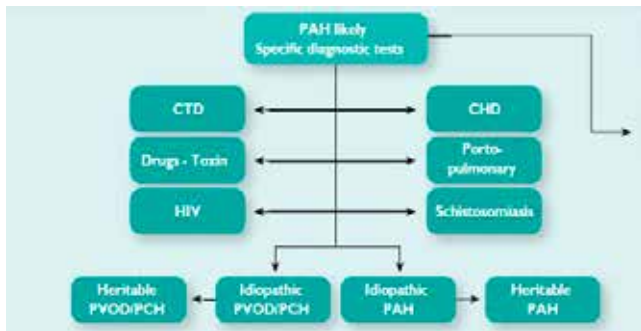 PAH likely
Specific diagnostic tests
CTD
CHD
Drugs - Toxin
Porto-
pulmonary
HIV
Schistosomiasis
Heritable
PVOD/PCH
Idiopathic
PVOD/PCH
Idiopathic
PAH
Heritable
PAH